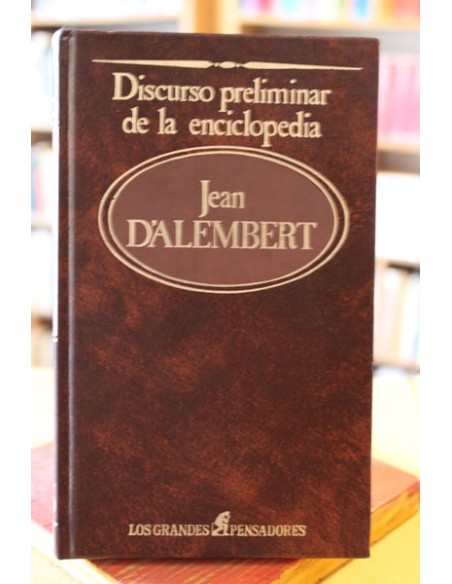 Discurso preliminar
de la enciclopedia
Jean
D'ALEMBERT
LOS GRANDES PENSADORES